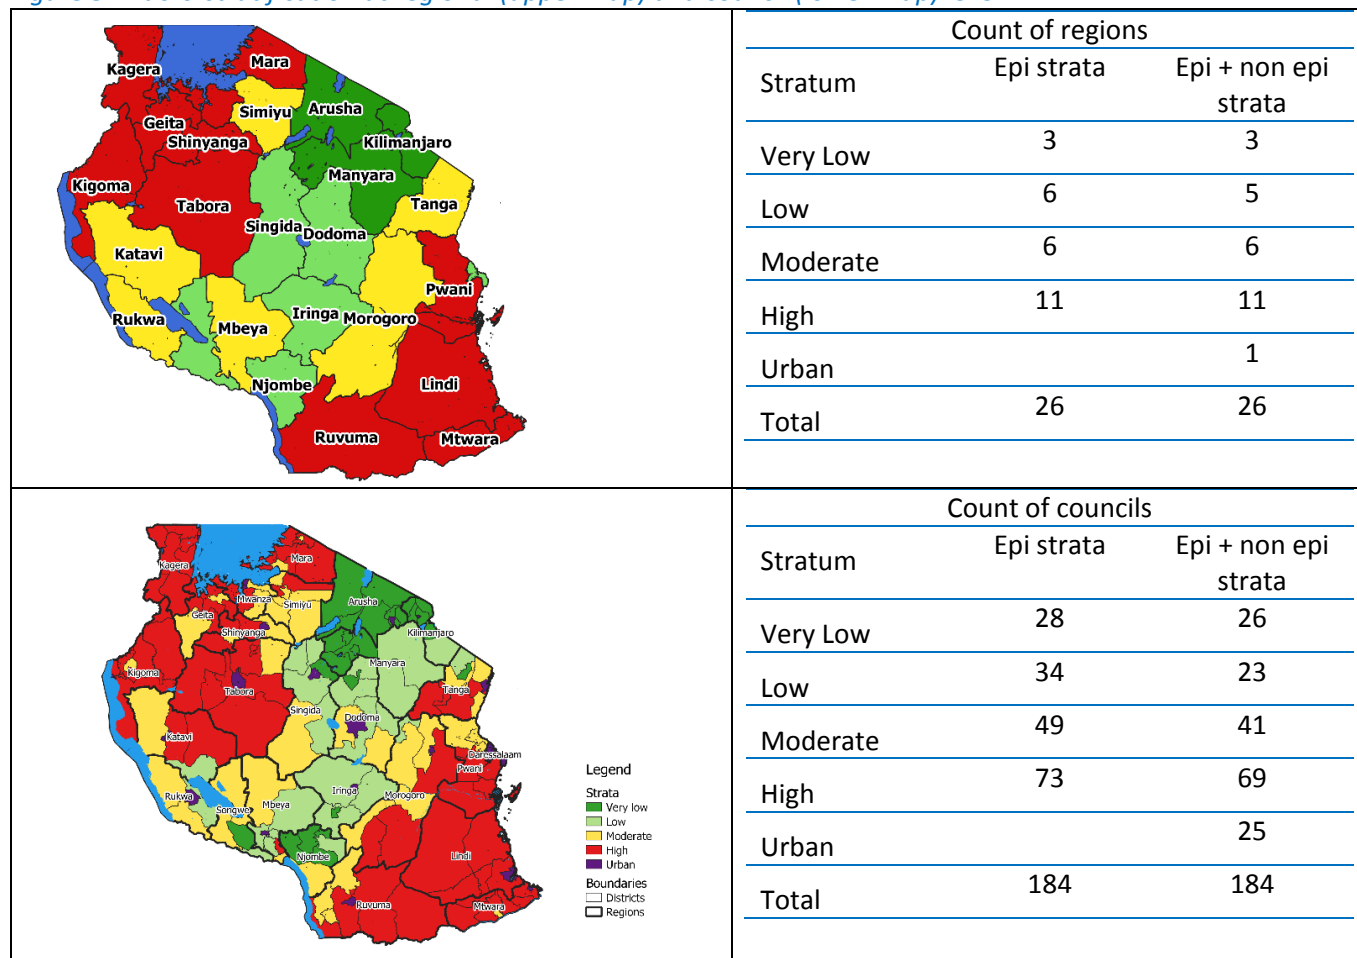 Kagera
Mara
Simiyu
Arusha
Geita
Shinyanga
Kilimanjaro
Manyara
Kigoma
Tabora
Tanga
Singida
Dodoma
Katavi
Pwani
Rukwa
Mbeya
Iringa
Morogoro
Njombe
Lindi
Ruvuma
Mtwara
Count of regions
Stratum Epi strata Epi + non epi
strata
Very Low 3 3
Low 6 5
Moderate 6 6
High 11 11
Urban 1
Total 26 26
Kagera
Mara
Mwanza
Simiyu
Arusha
Geita
Shinyanga
Kilimanjaro
Manyara
Kigoma
Tabora
Tanga
Singida
Dodoma
Katavi
Daressalaam
Pwani
Rukwa
Songwe
Mbeya
Iringa
Morogoro
Njombe
Lindi
Ruvuma
Mtwara
Legend
Strata
Very low
Low
Moderate
High
Urban
Boundaries
Districts
Regions
Count of councils
Stratum Epi strata Epi + non epi
strata
Very Low 28 26
Low 34 23
Moderate 49 41
High 73 69
Urban 25
Total 184 184